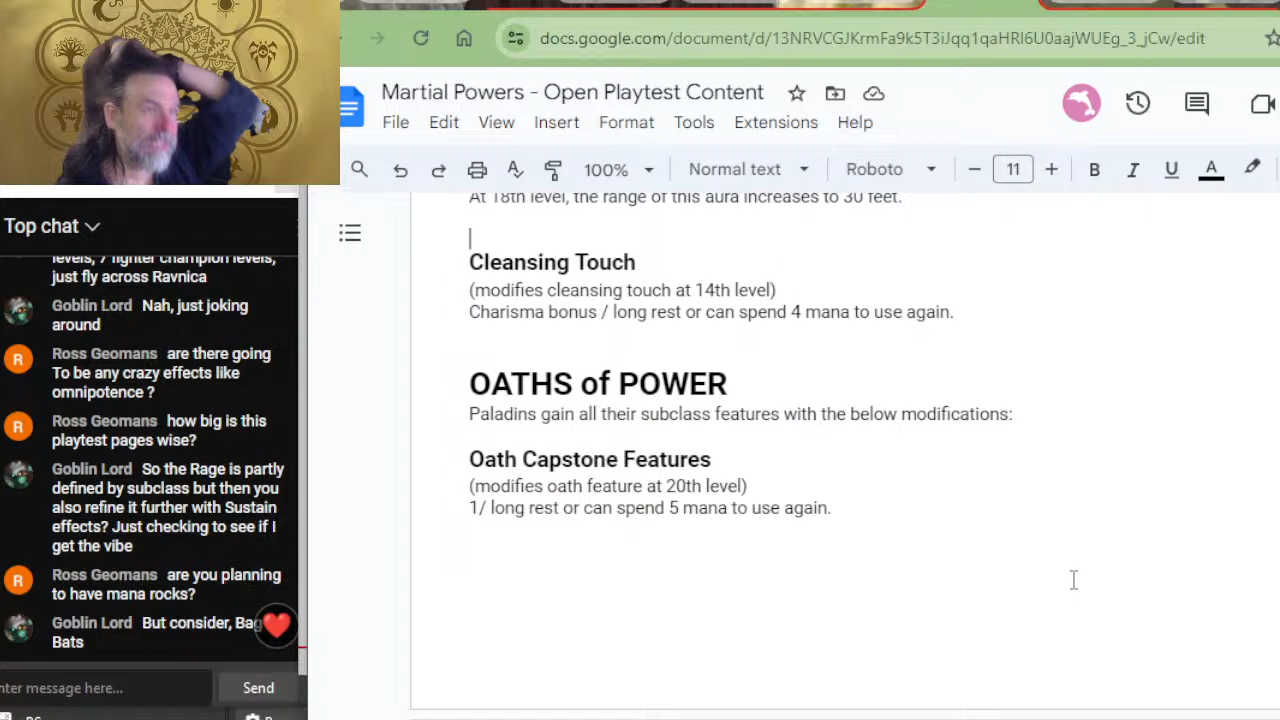 docs.google.com/document/d/13NRVCGJKrmFa9k5T3iJqq1qaHRl6U0aajWUEg_3_jCw/edit
Martial Powers - Open Playtest Content
File Edit View Insert Format Tools Extensions Help
100% Normal text Roboto 11 B I U A
At 18th level, the range of this aura increases to 30 feet.
Cleansing Touch
(modifies cleansing touch at 14th level)
Charisma bonus / long rest or can spend 4 mana to use again.
OATHS of POWER
Paladins gain all their subclass features with the below modifications:
Oath Capstone Features
(modifies oath feature at 20th level)
1/ long rest or can spend 5 mana to use again.
Top chat
levels, 7 fighter champion levels,
just fly across Ravnica
Goblin Lord Nah, just joking
around
R Ross Geomans are there going
To be any crazy effects like
omnipotence ?
R Ross Geomans how big is this
playtest pages wise?
Goblin Lord So the Rage is partly
defined by subclass but then you
also refine it further with Sustain
effects? Just checking to see if I
get the vibe
R Ross Geomans are you planning
to have mana rocks?
Goblin Lord But consider, Bag
Bats
nter message here...
Send